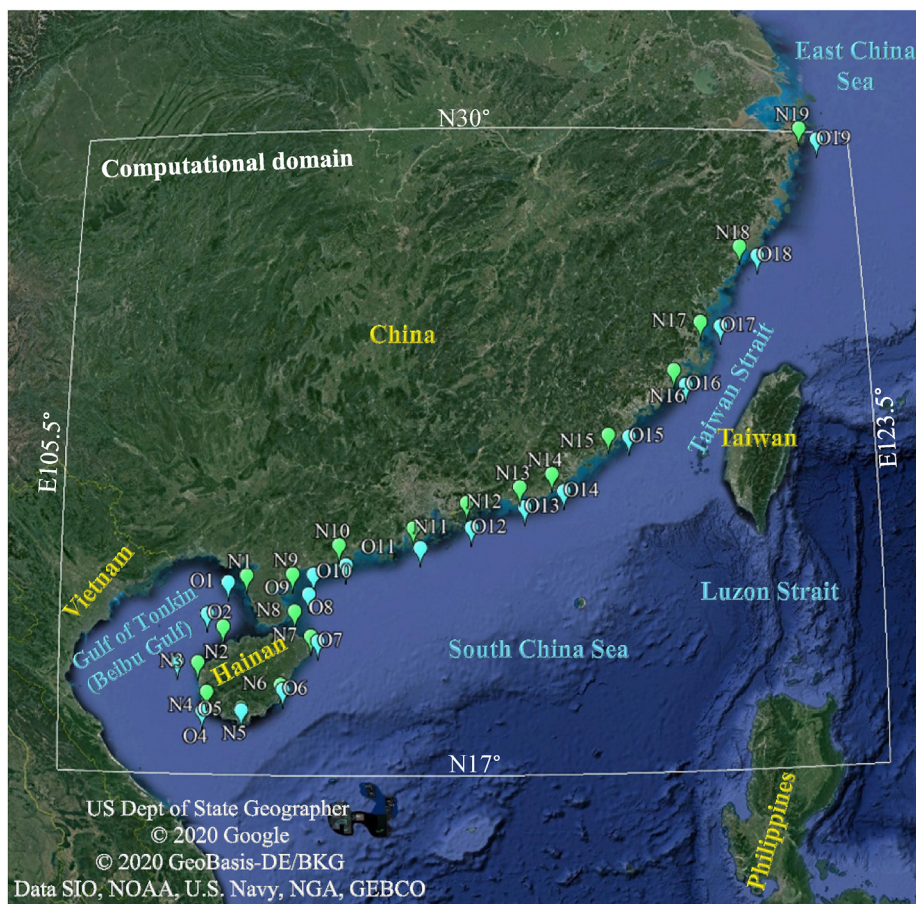 East China
Sea
N19
O19
N30°
Computational domain
N18
O18
N17
O17
China
Taiwan Strait
N16
O16
E105.5°
E123.5°
Taiwan
N15
O15
N14
N13
O14
O13
N12
O12
N11
O11
N10
Vietnam
O1
N1
N9
O10
O9
Luzon Strait
O8
N8
O2
Gulf of Tonkin
(Beibu Gulf)
N7
O7
N2
Hainan
South China Sea
N3
N6
O6
N4
O5
O4
N5
N17°
US Dept of State Geographer
© 2020 Google
© 2020 GeoBasis-DE/BKG
Data SIO, NOAA, U.S. Navy, NGA, GEBCO
Philippines